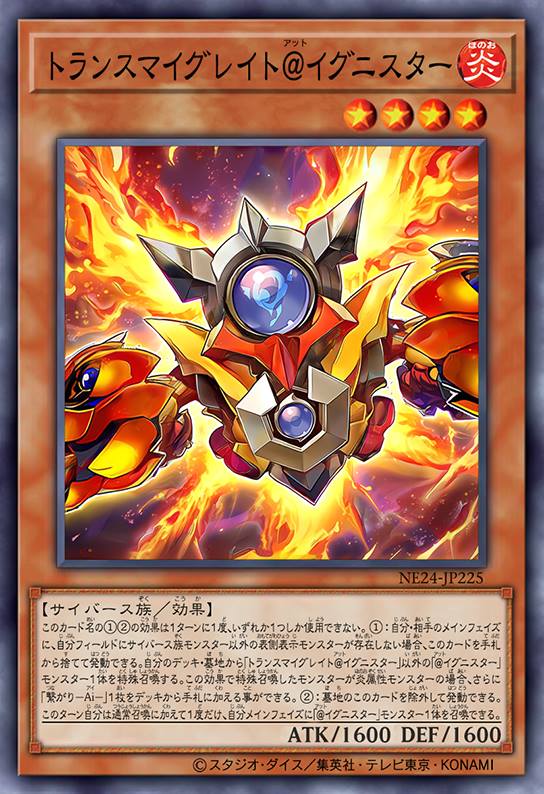 トランスマイグレイト@イグニスター
炎
NE24-JP225
【サイバース族／効果】
このカード名の①②の効果は1ターンに1度、いずれか1つしか使用できない。①：自分・相手のメインフェイズ
に、自分フィールドにサイバース族モンスター以外の表側表示モンスターが存在しない場合、このカードを手札
から捨てて発動できる。自分のデッキ・墓地から「トランスマイグレイト@イグニスター」以外の「@イグニスター」
モンスター1体を特殊召喚する。この効果で特殊召喚したモンスターが炎属性モンスターの場合、さらに
「繋がり－Ai－」1枚をデッキから手札に加える事ができる。②：墓地のこのカードを除外して発動できる。
このターン自分は通常召喚に加えて1度だけ、自分メインフェイズに「@イグニスター」モンスター1体を召喚できる。
ATK/1600 DEF/1600
©スタジオ・ダイス／集英社・テレビ東京・KONAMI